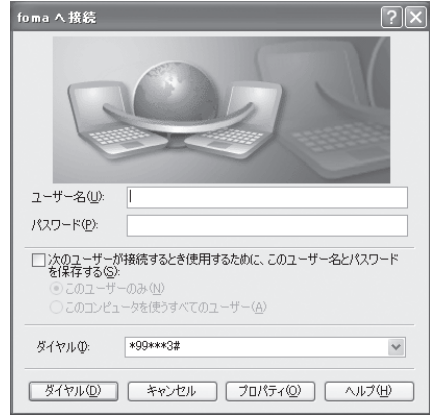 foma へ接続
ユーザー名(U):
パスワード(P):
次のユーザーが接続するとき使用するために、このユーザー名とパスワード
を保存する(S):
このユーザーのみ(N)
このコンピュータを使うすべてのユーザー(A)
ダイヤル(I): *99***3#
ダイヤル(D) キャンセル プロパティ(O) ヘルプ(H)